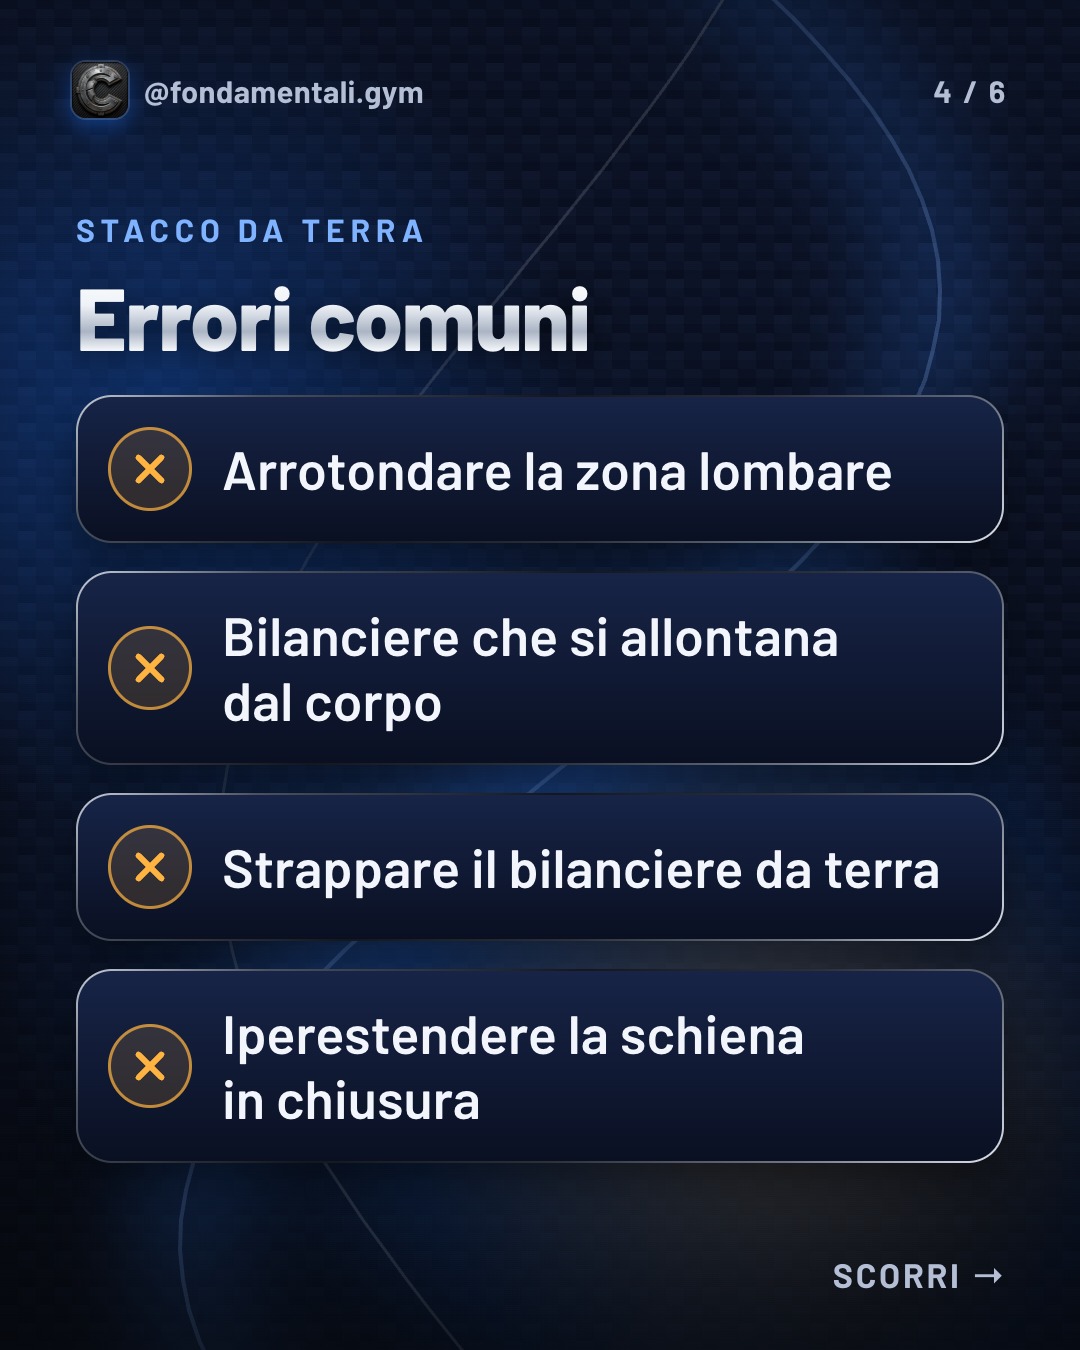 @fondamentali.gym
4 / 6
STACCO DA TERRA
Errori comuni
Arrotondare la zona lombare
Bilanciere che si allontana
dal corpo
Strappare il bilanciere da terra
Iperestendere la schiena
in chiusura
SCORRI →